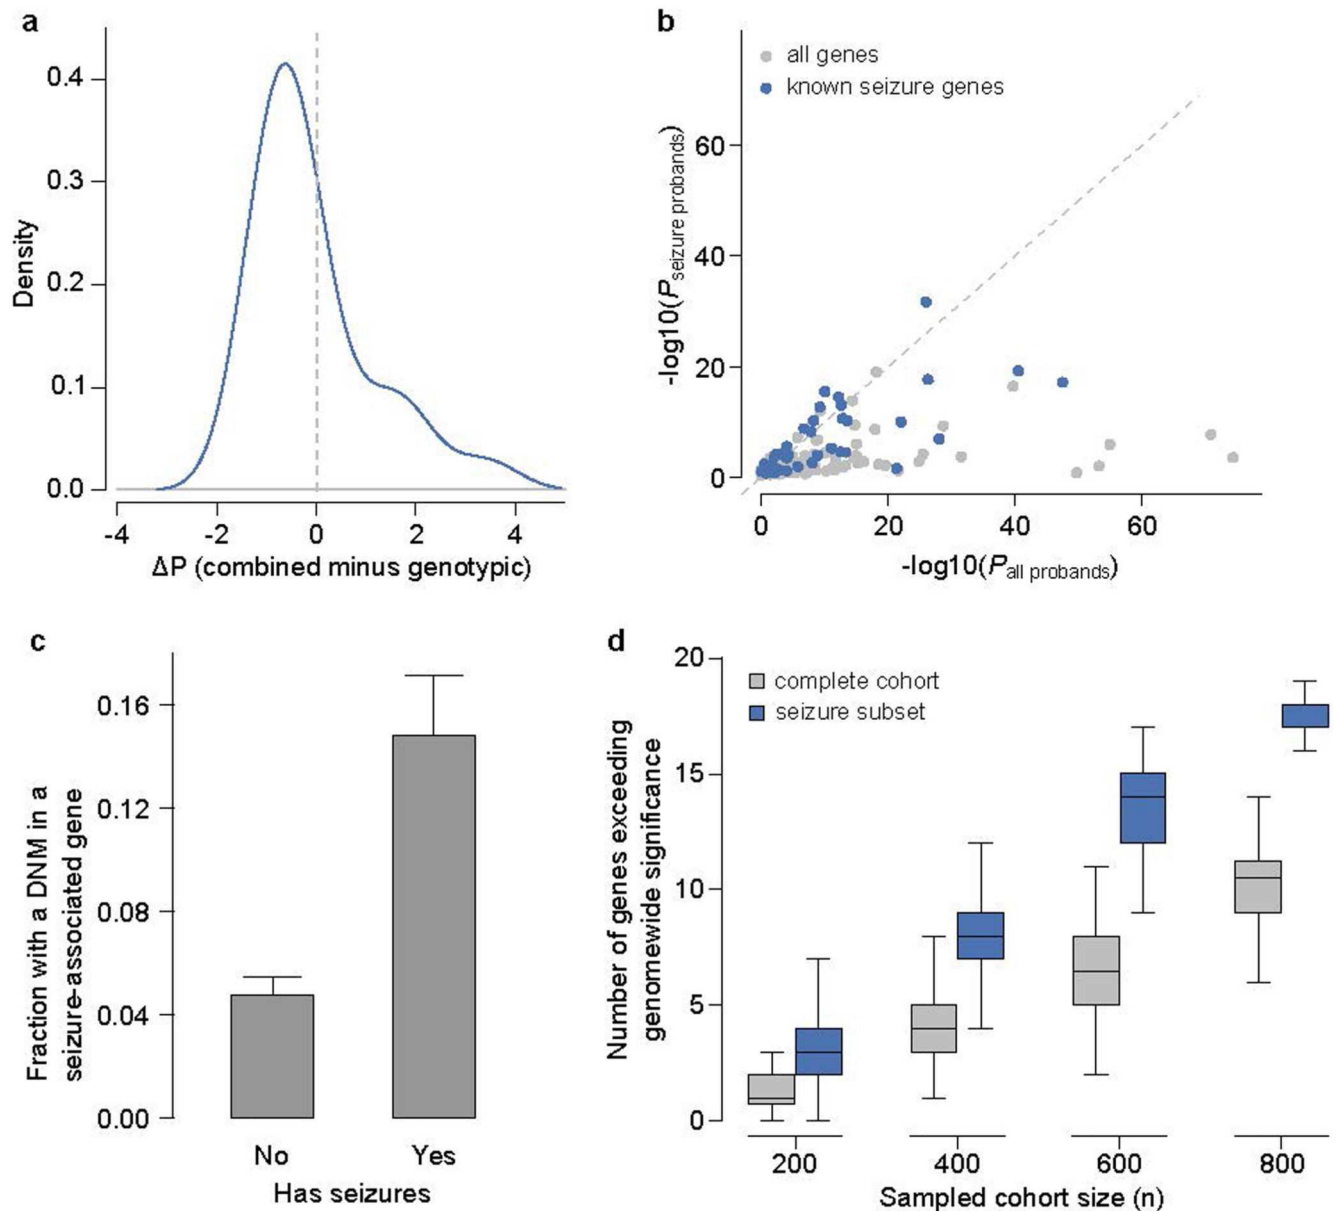 a
0.4
0.3
0.2
0.1
0.0
Density
-4 -2 0 2 4
ΔP (combined minus genotypic)
b
all genes
known seizure genes
60
40
20
0
-log10(Pseizure probands)
0 20 40 60
-log10(Pall probands)
c
0.16
0.12
0.08
0.04
0.00
Fraction with a DNM in a
seizure-associated gene
No Yes
Has seizures
d
complete cohort
seizure subset
20
15
10
5
0
Number of genes exceeding
genomewide significance
200 400 600 800
Sampled cohort size (n)